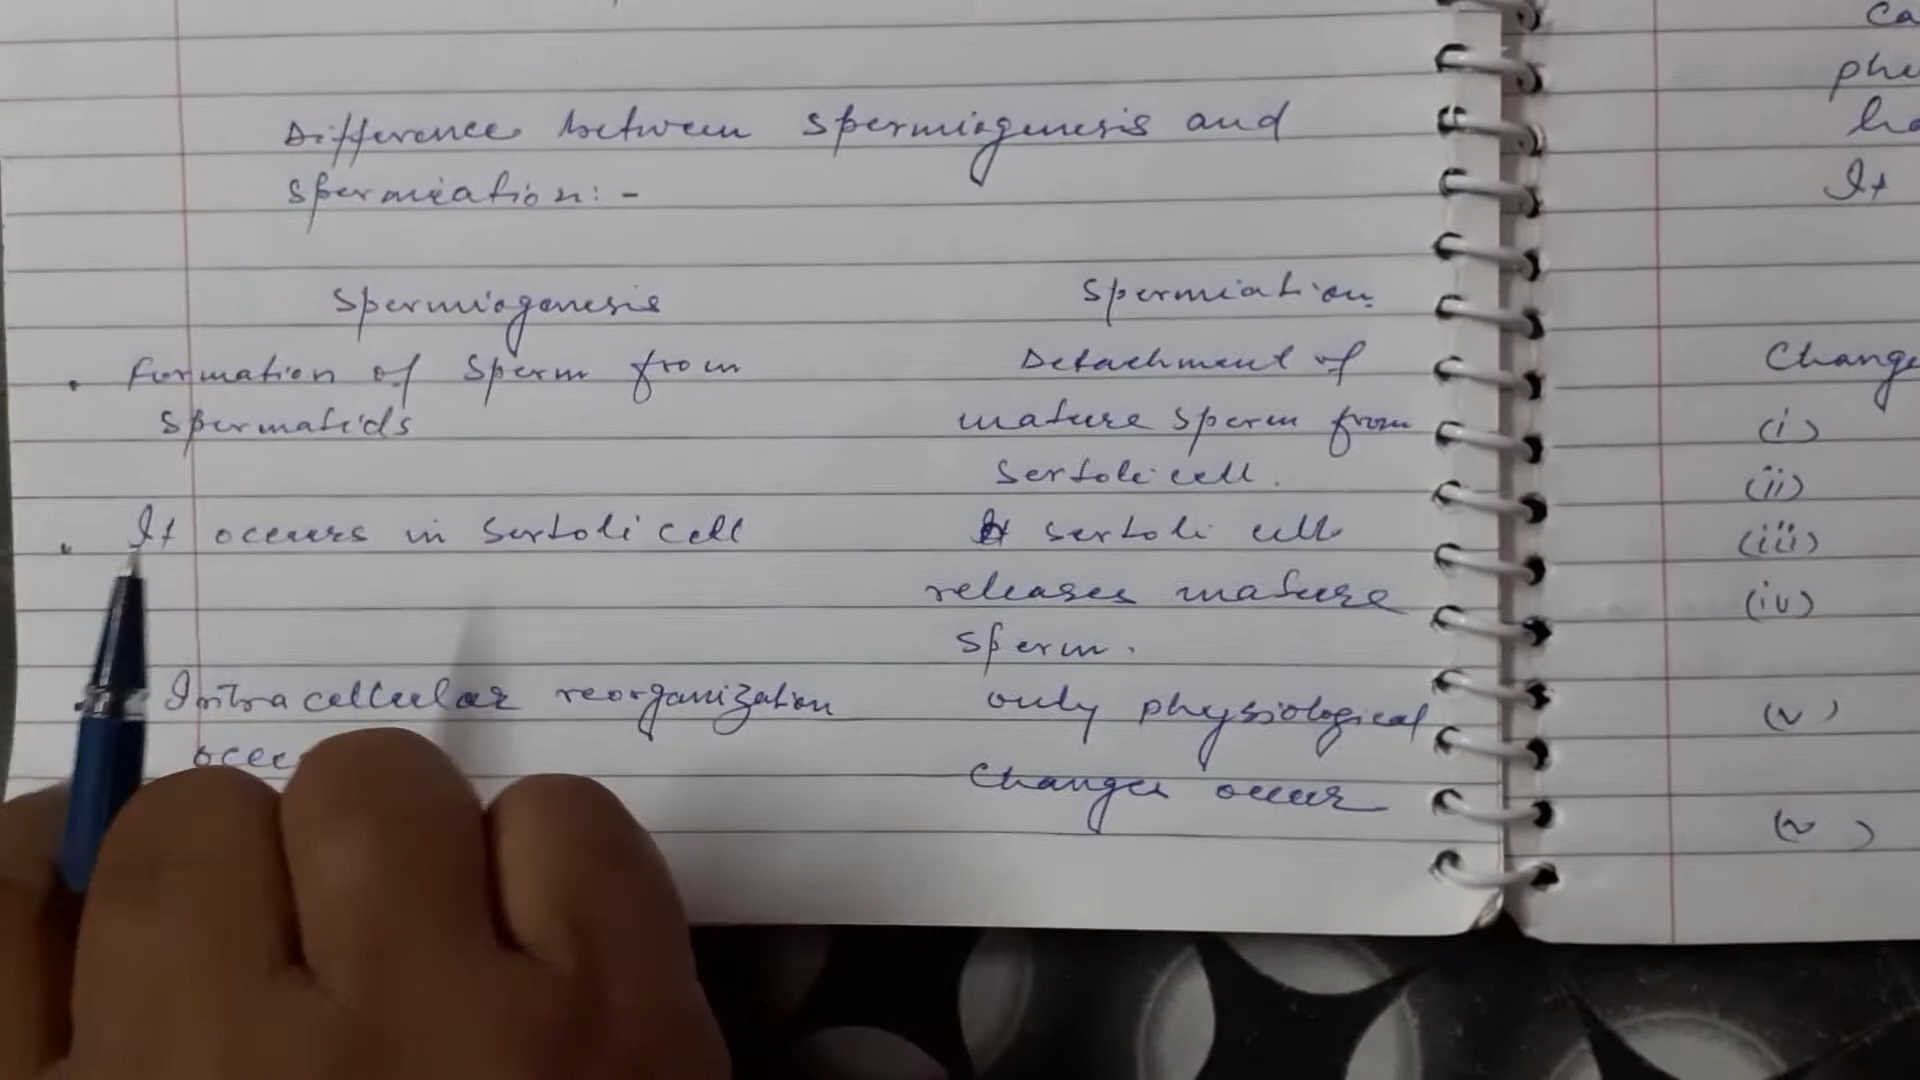 Difference between spermiogenesis and
spermiation:-
Spermiogenesis
Formation of Sperm from
spermatids
It occurs in Sertoli cell
Intracellular reorganization
Spermiation
Detachment of
mature sperm from
Sertoli cell.
sertoli cell
releases mature
sperm.
only physiological
Changes occur
It
Change
(i)
(ii)
(iii)
(iv)
(v)